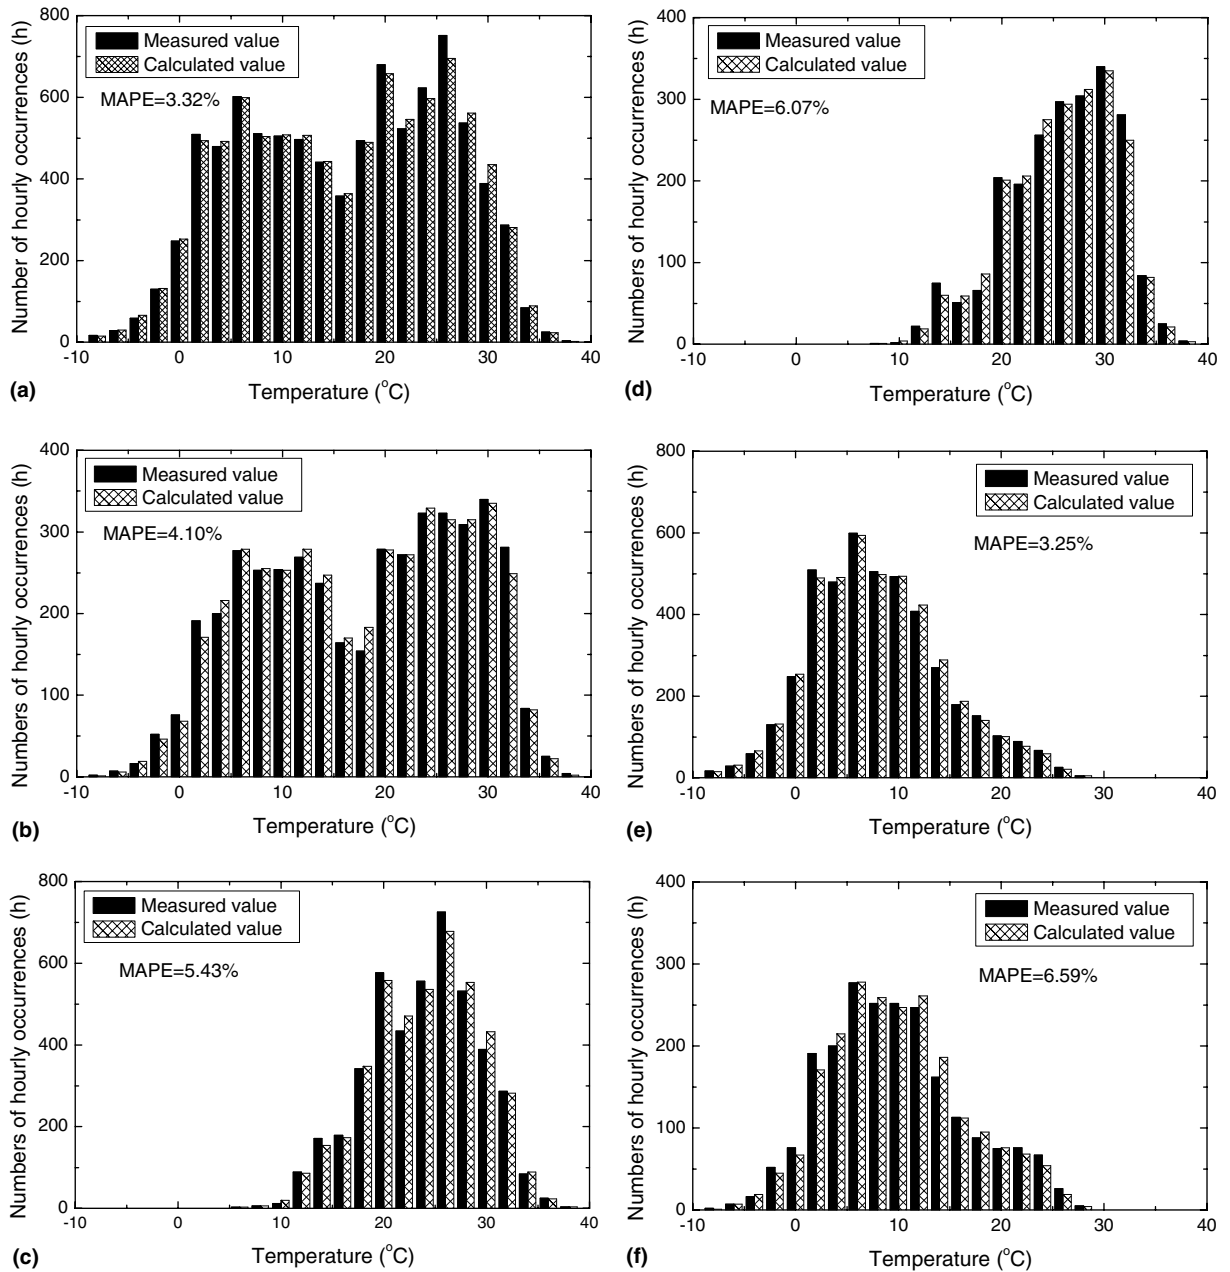 800
600
400
200
0
Number of hourly occurrences (h)
Measured value
Calculated value
MAPE=3.32%
-10 0 10 20 30 40
(a) Temperature (°C)
400
300
200
100
0
Numbers of hourly occurrences (h)
Measured value
Calculated value
MAPE=6.07%
-10 0 10 20 30 40
(d) Temperature (°C)
400
300
200
100
0
Numbers of hourly occurrences (h)
Measured value
Calculated value
MAPE=4.10%
-10 0 10 20 30 40
(b) Temperature (°C)
800
600
400
200
0
Numbers of hourly occurrences (h)
Measured value
Calculated value
MAPE=3.25%
-10 0 10 20 30 40
(e) Temperature (°C)
800
600
400
200
0
Numbers of hourly occurrences (h)
Measured value
Calculated value
MAPE=5.43%
-10 0 10 20 30 40
(c) Temperature (°C)
400
300
200
100
0
Numbers of hourly occurrences (h)
Measured value
Calculated value
MAPE=6.59%
-10 0 10 20 30 40
(f) Temperature (°C)